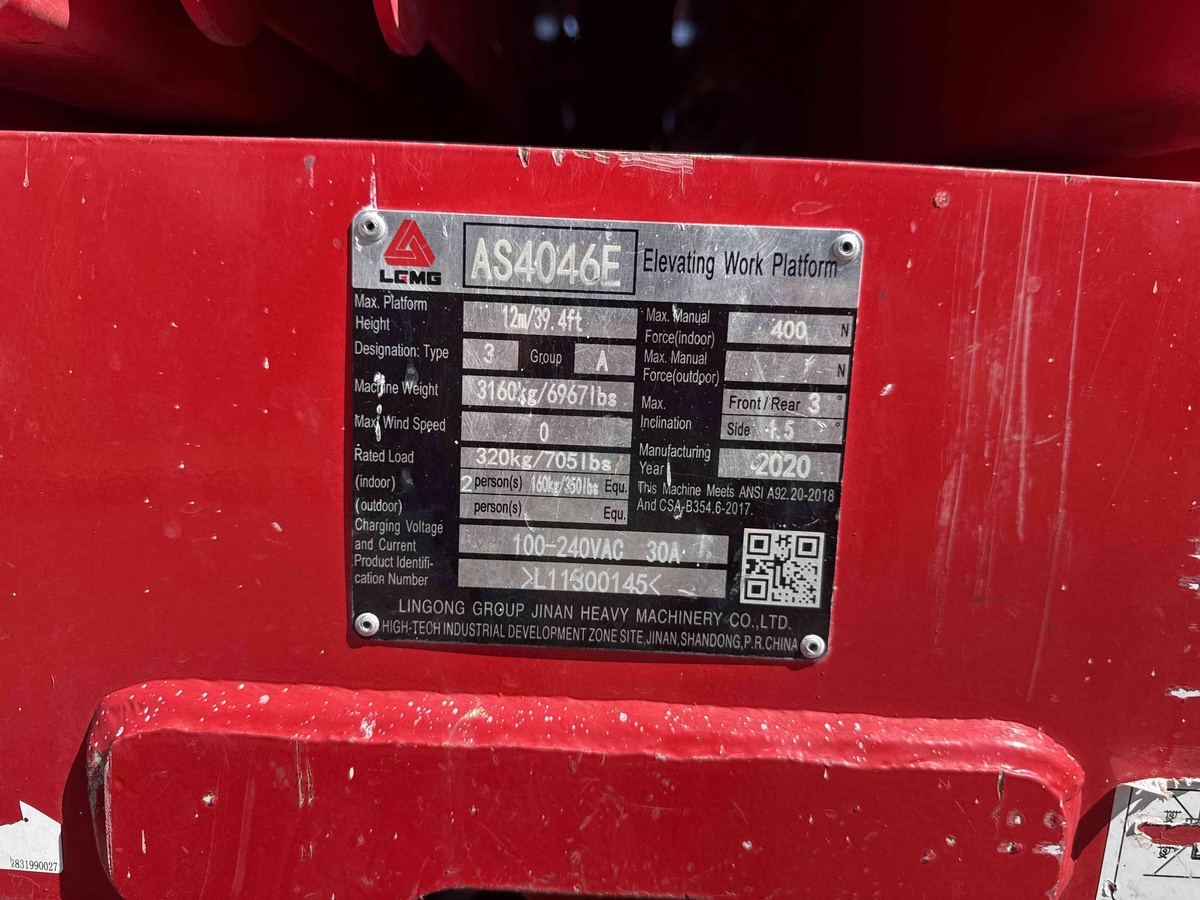 LGMG
AS4046E
Elevating Work Platform
Max. Platform
Height
12m/39.4ft
Designation: Type
3
Group
A
Machine Weight
3160kg/6967lbs
Max. Wind Speed
0
Rated Load
320kg/705lbs
(indoor)
2 person(s) 160kg/350lbs Equ.
(outdoor)
person(s) Equ.
Max. Manual
Force(indoor)
400 N
Max. Manual
Force(outdoor)
N
Max.
Inclination
Front/Rear 3 °
Side 1.5 °
Manufacturing
Year
2020
This Machine Meets ANSI A92.20-2018
And CSA-B354.6-2017.
Charging Voltage
and Current
100-240VAC 30A
Product Identifi-
cation Number
>L11300145<
LINGONG GROUP JINAN HEAVY MACHINERY CO.,LTD.
HIGH-TECH INDUSTRIAL DEVELOPMENT ZONE SITE,JINAN,SHANDONG,P.R.CHINA
2831990027